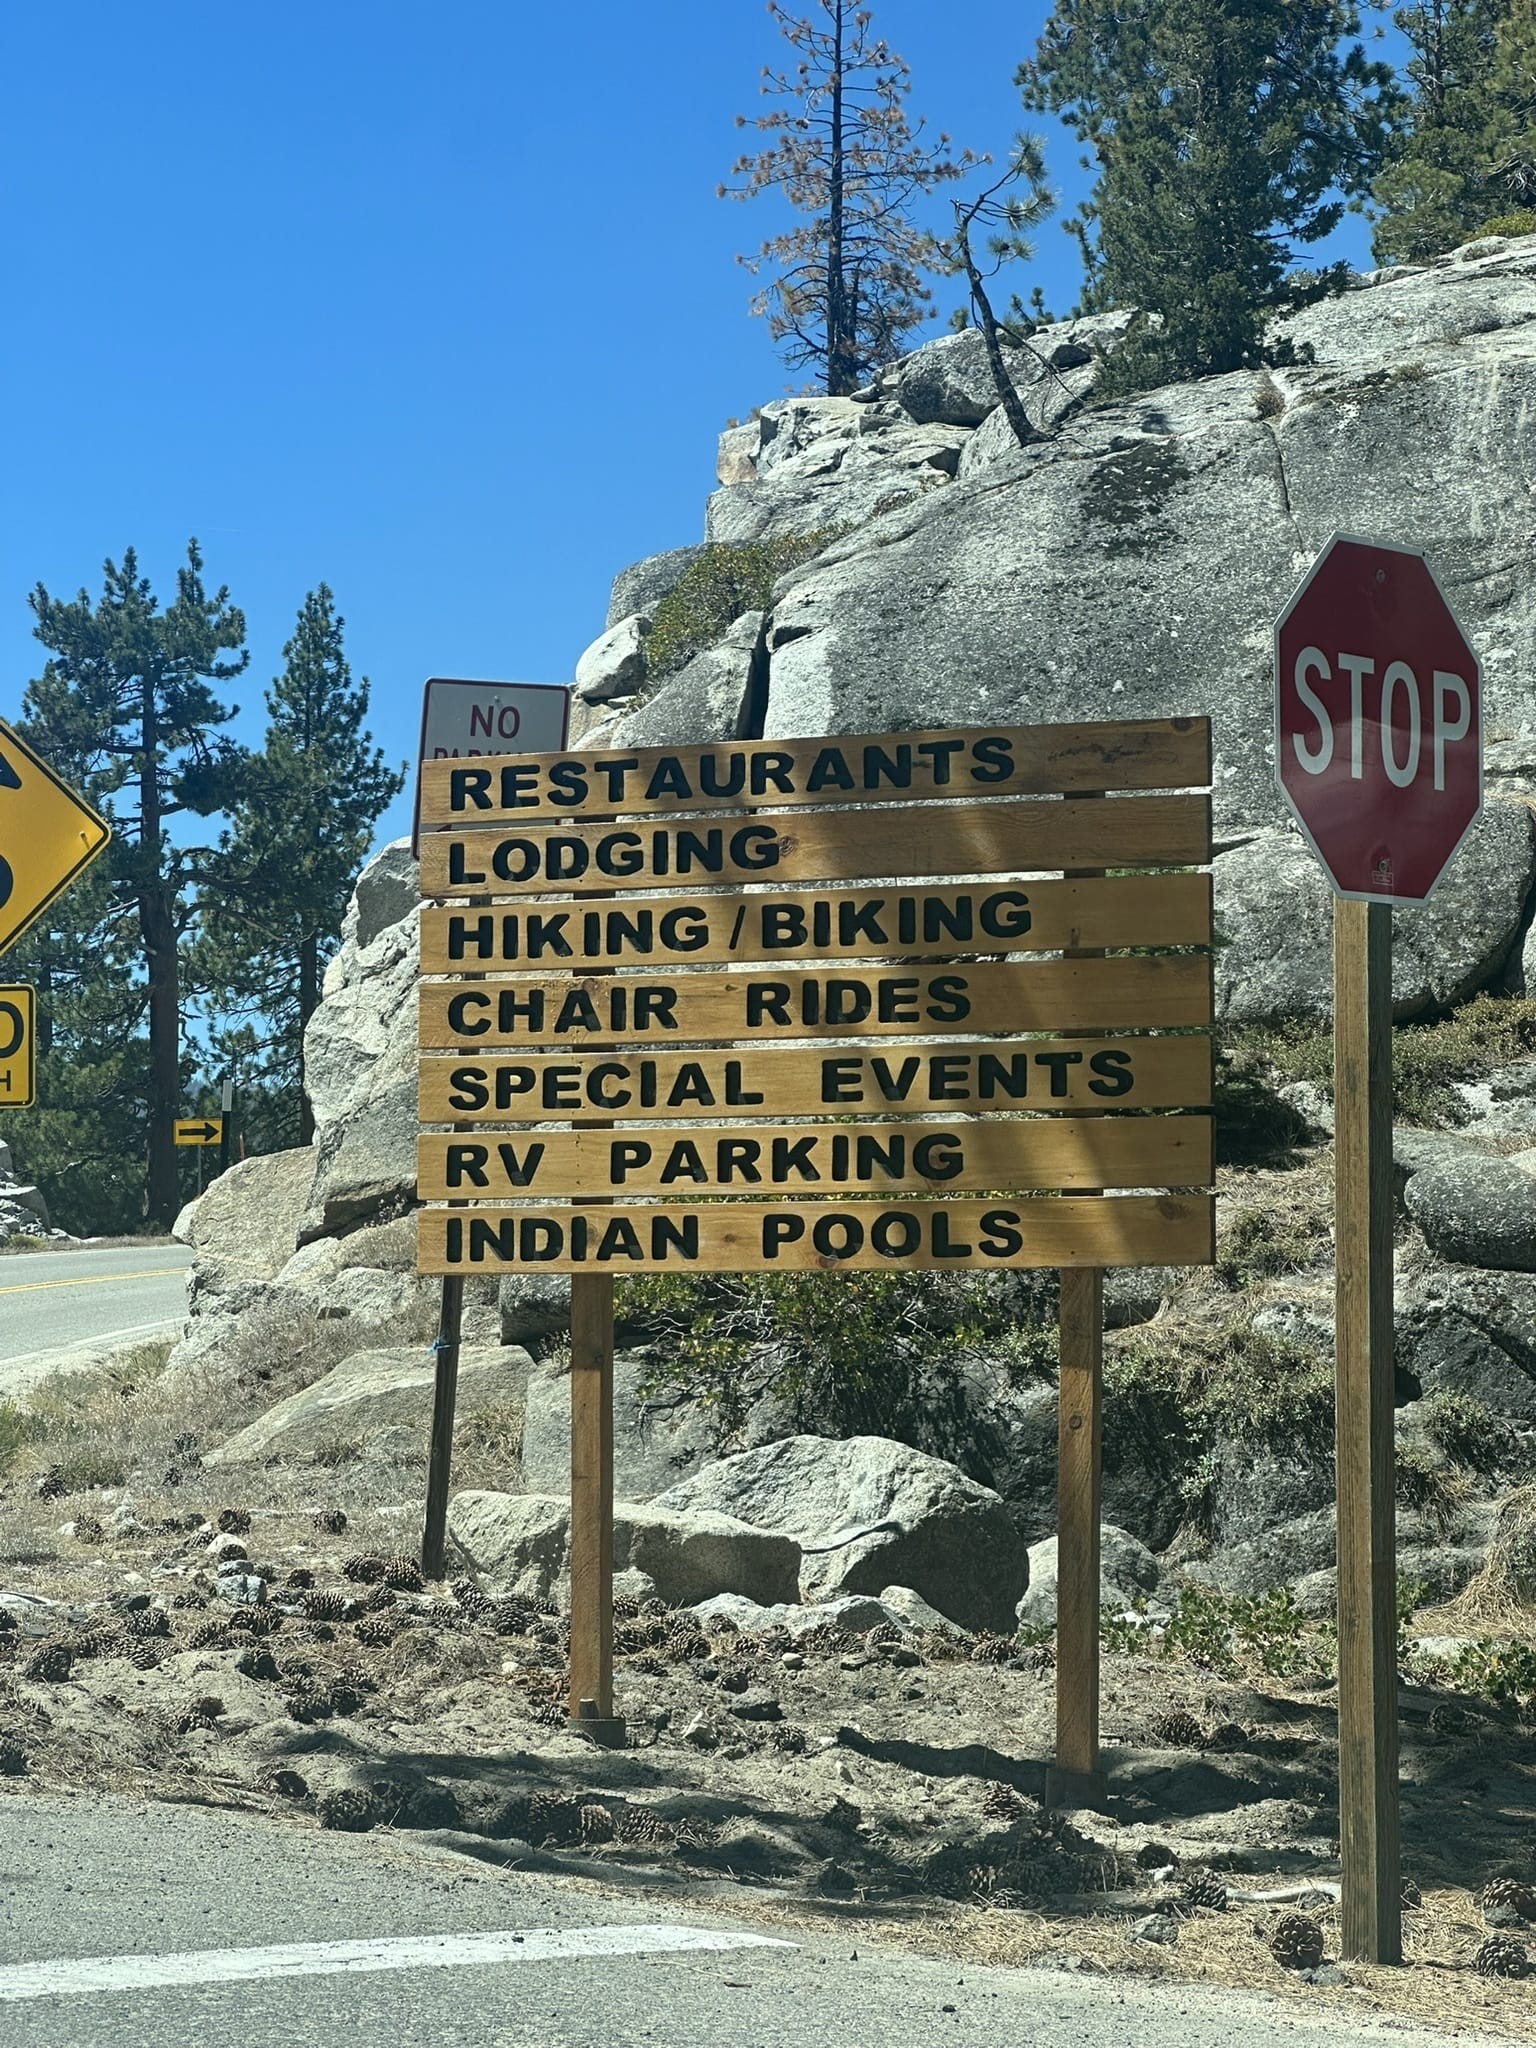 NO
RESTAURANTS
LODGING
HIKING / BIKING
CHAIR RIDES
SPECIAL EVENTS
RV PARKING
INDIAN POOLS
STOP